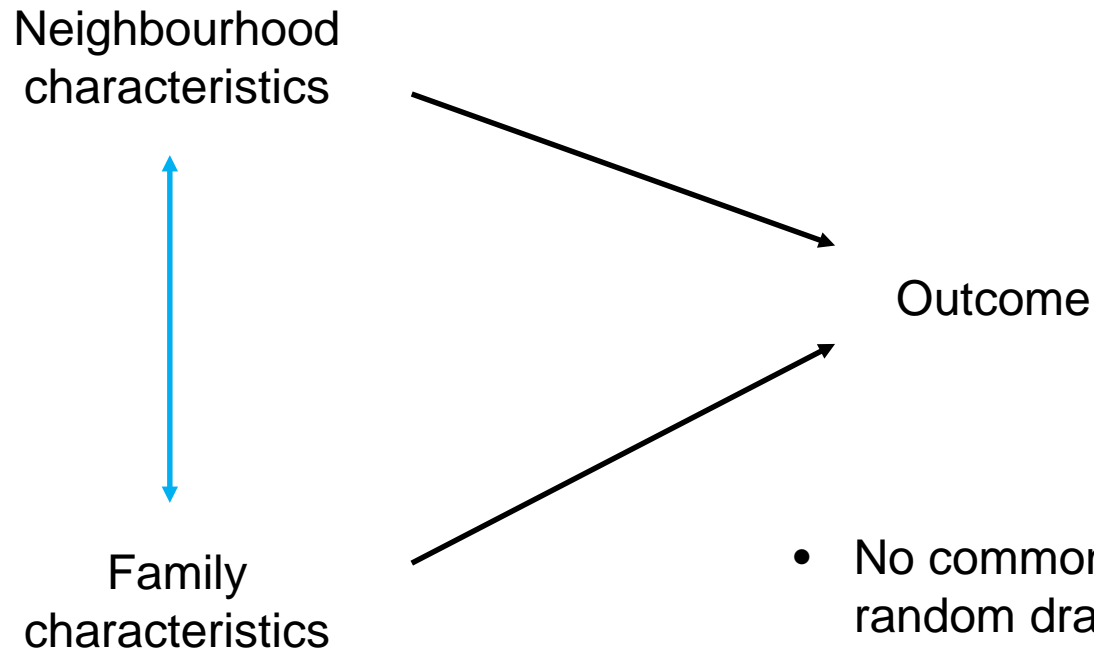 Neighbourhood
characteristics
Outcome
Family
characteristics
• No common
random dra